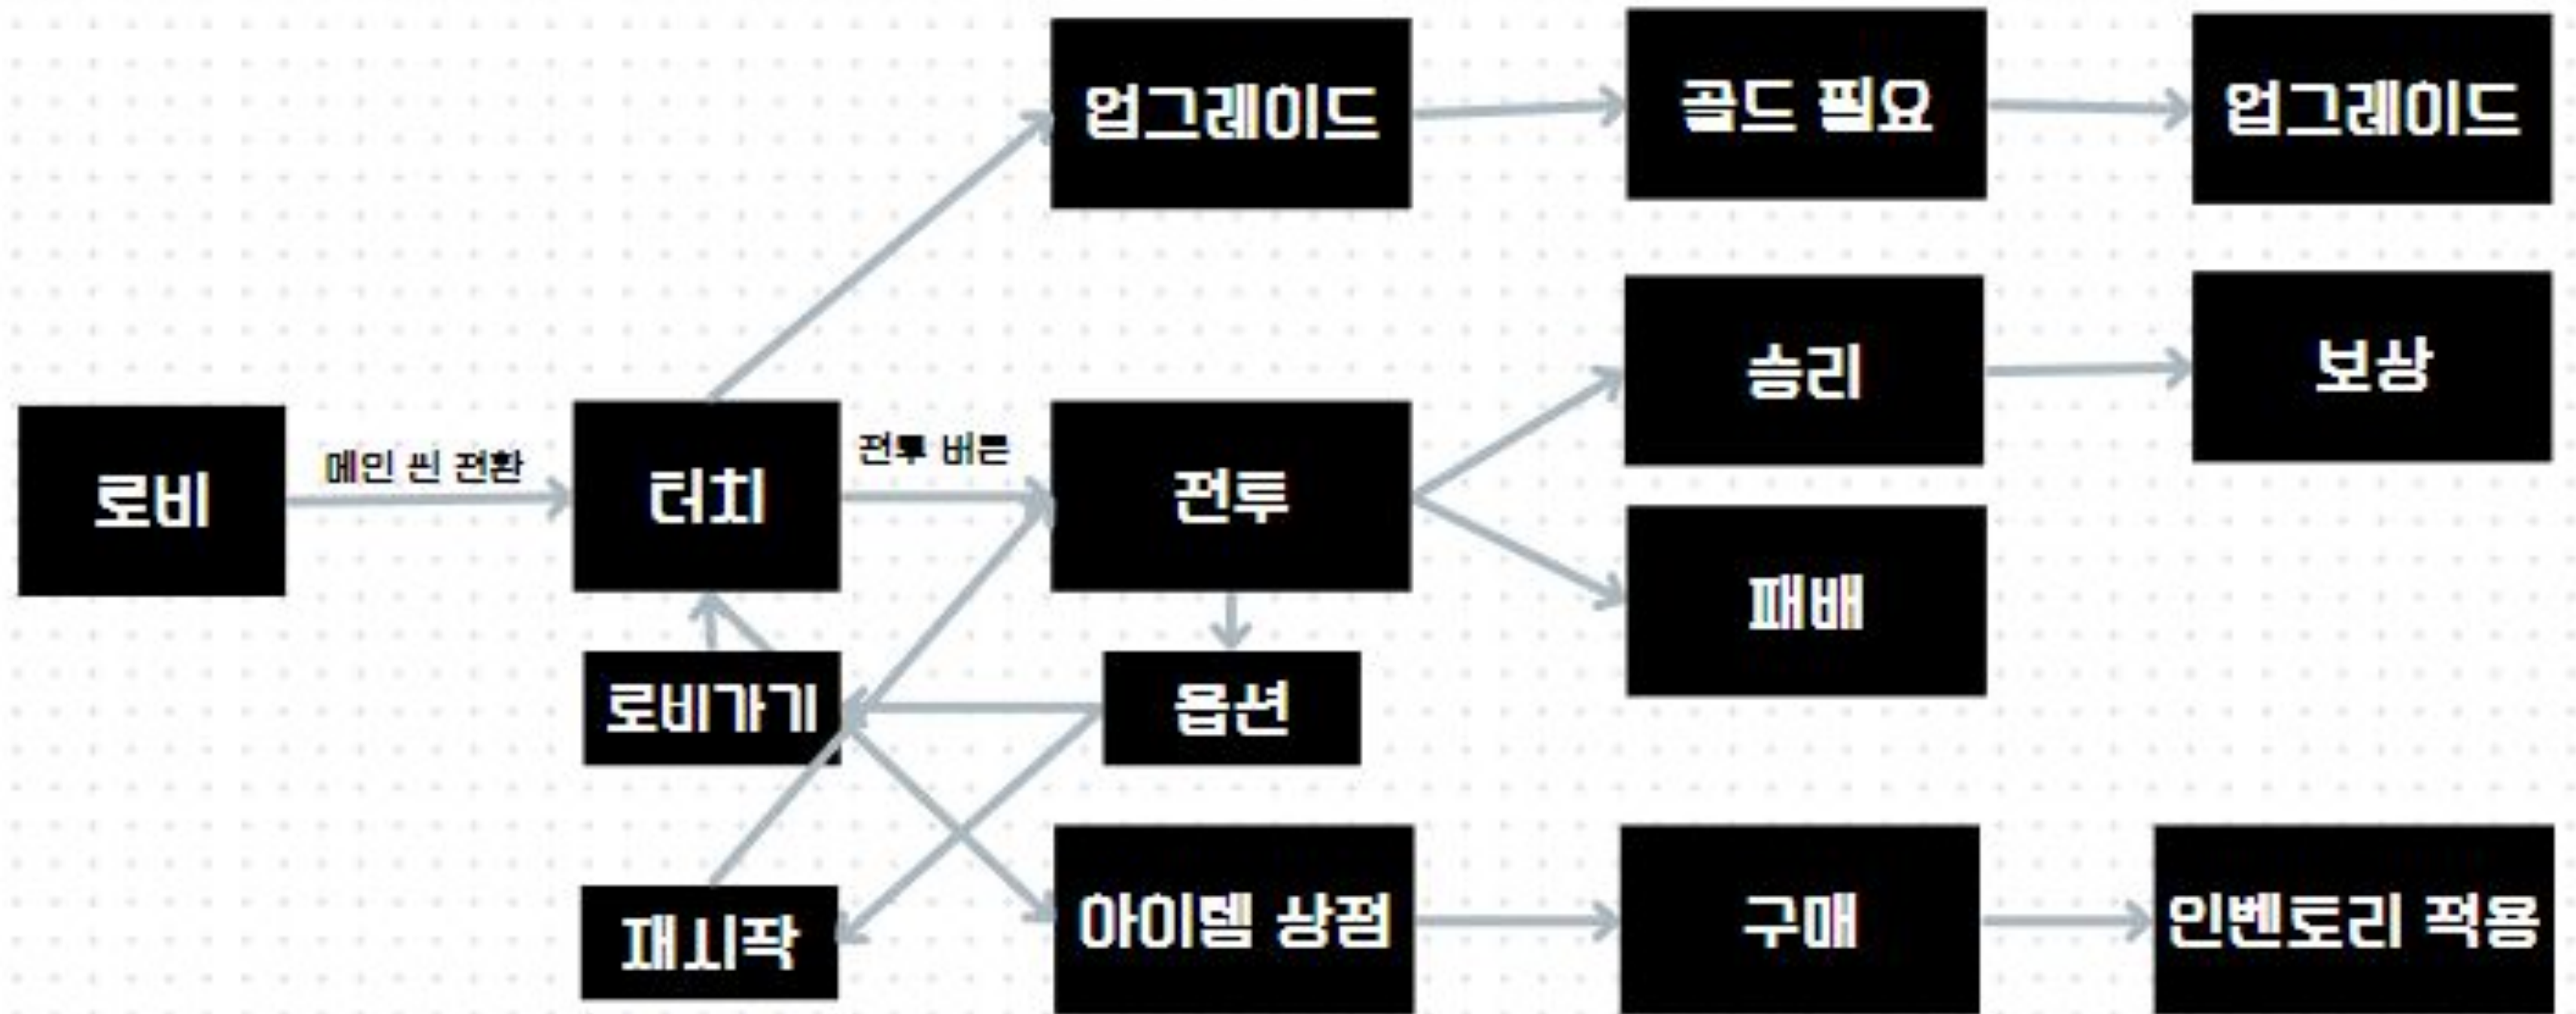 업그레이드
골드 필요
업그레이드
승리
보상
로비
메인 씬 전환
터치
전투 버튼
전투
패배
로비가기
옵션
재시작
아이템 상점
구매
인벤토리 적용